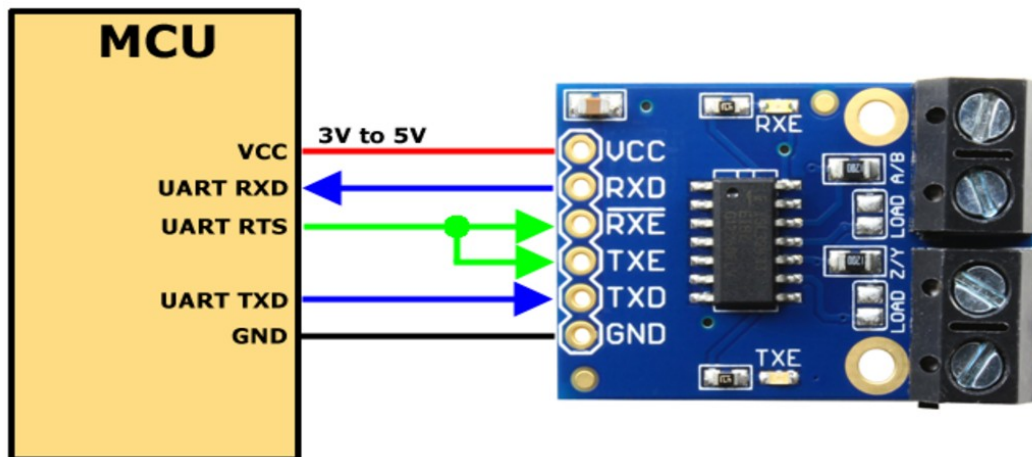 MCU
3V to 5V
VCC
UART RXD
UART RTS
UART TXD
GND
RXE
VCC
RXD
RXE
TXE
TXD
GND
TXE
A/B
LOAD
Z/Y
LOAD